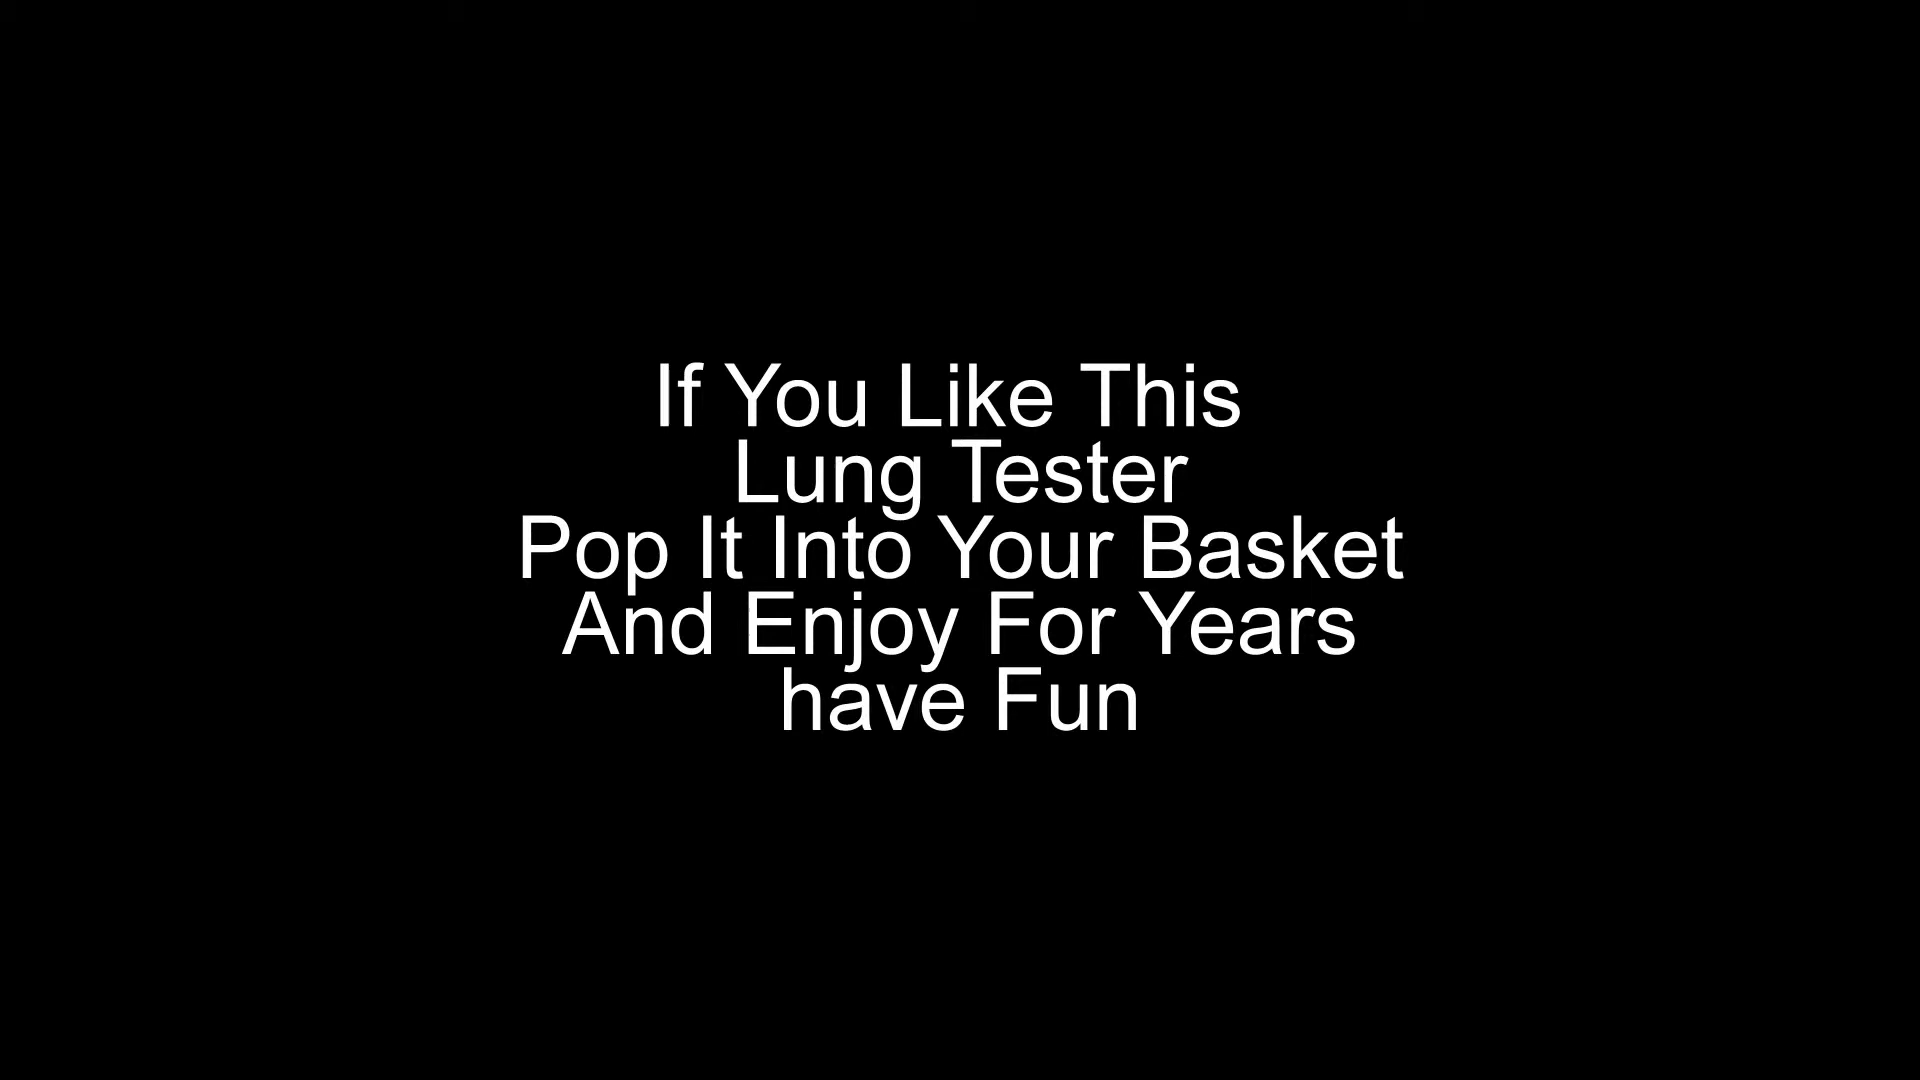 If You Like This
Lung Tester
Pop It Into Your Basket
And Enjoy For Years
have Fun